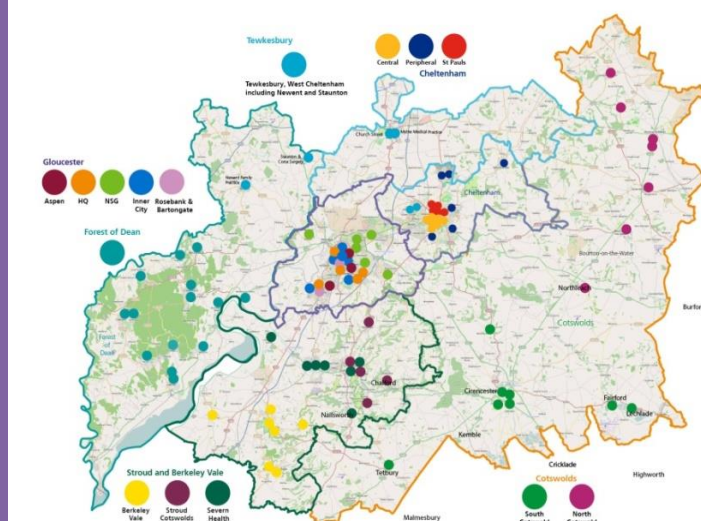 Tewkesbury
Tewkesbury, West Cheltenham
including Newent and Staunton
Central
Peripheral
St Pauls
Cheltenham
Gloucester
Aspen
HQ
NSG
Inner
City
Rosebank &
Bartongate
Forest of Dean
Church Street
Cheltenham
Bourton-on-the-Water
Northleach
Burfor
Cotswolds
Forest
of
Dean
Chalford
Nailsworth
Cirencester
Fairford
Lechlade
Kemble
Tetbury
Cricklade
Highworth
Malmesbury
Stroud and Berkeley Vale
Berkeley
Vale
Stroud
Cotswolds
Severn
Health
Cotswolds
South
North